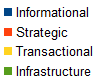 Informational
Strategic
Transactional
Infrastructure